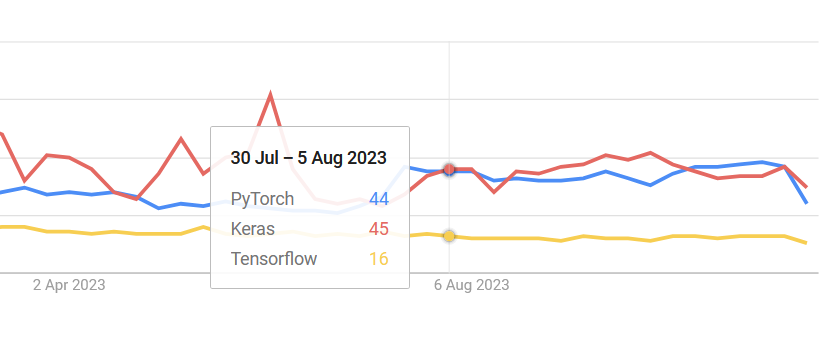 30 Jul – 5 Aug 2023
PyTorch 44
Keras 45
Tensorflow 16
2 Apr 2023 6 Aug 2023